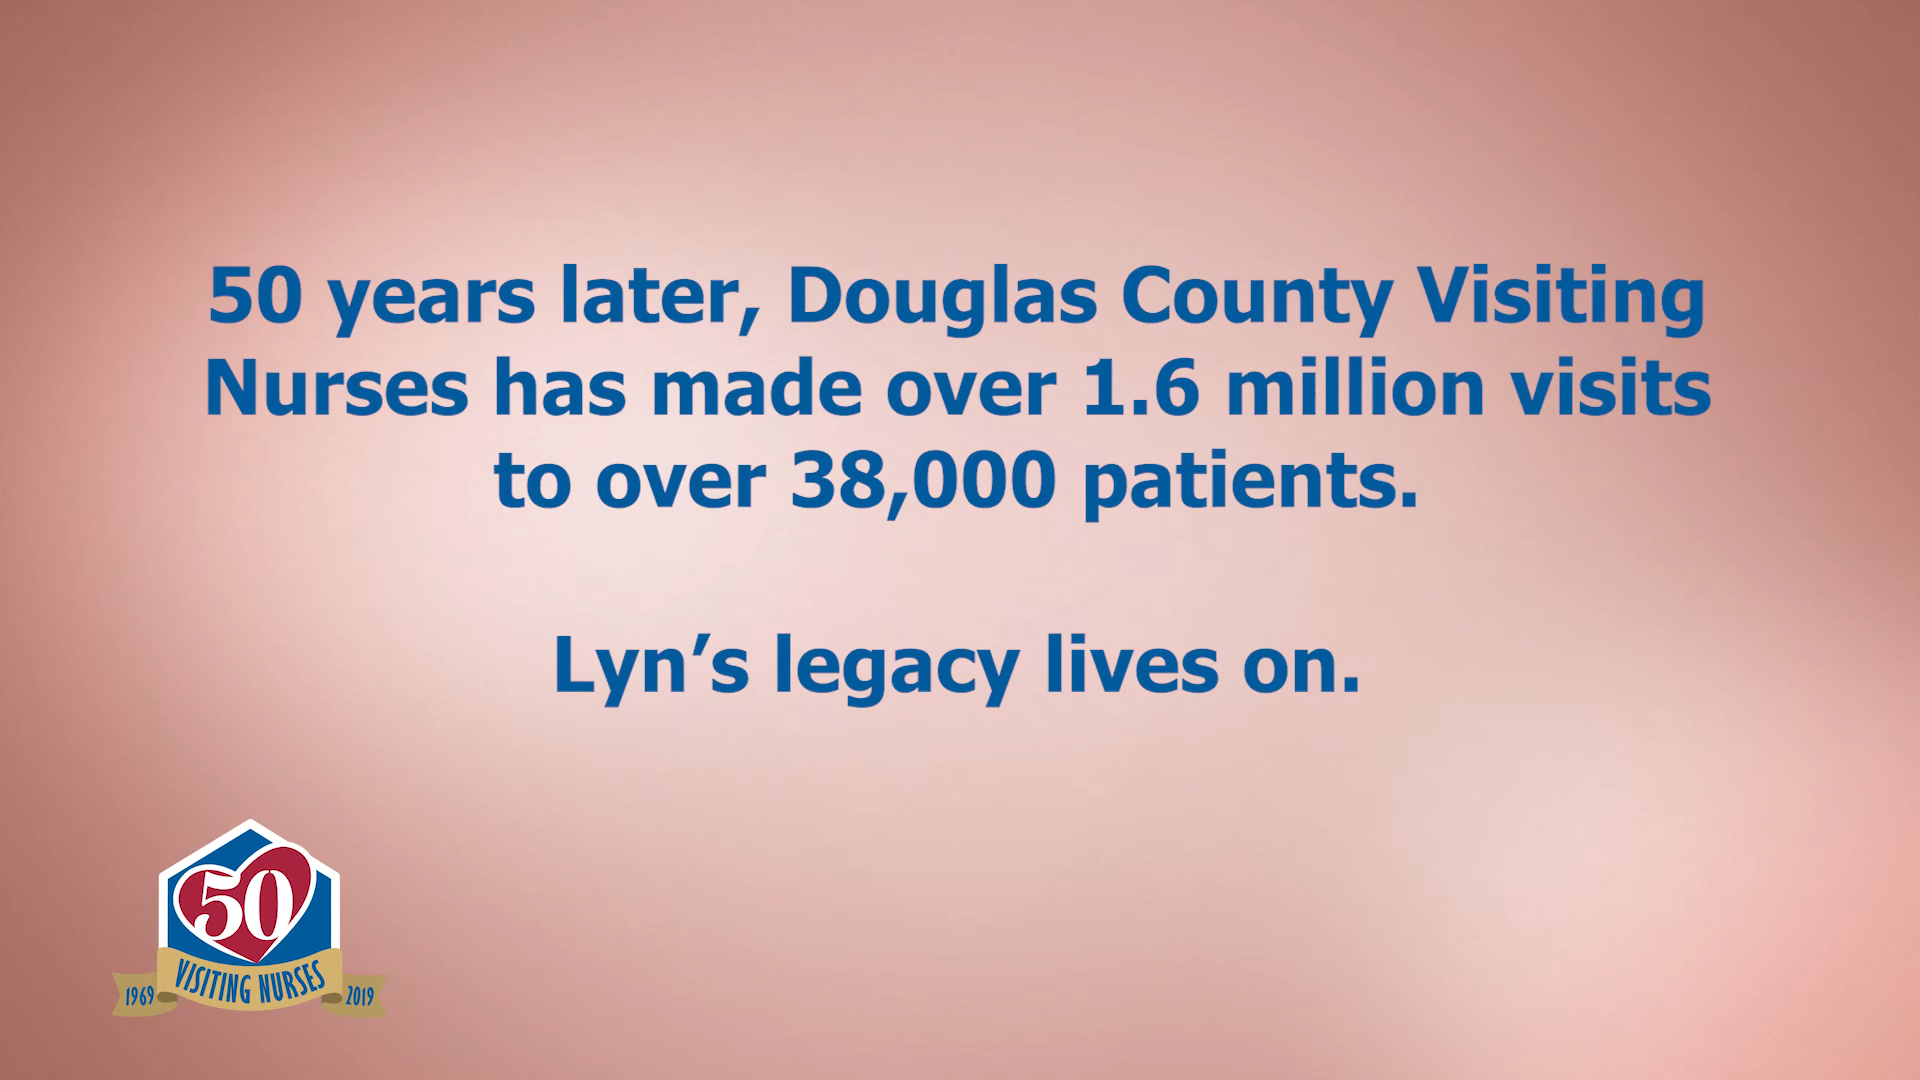 50 years later, Douglas County Visiting
Nurses has made over 1.6 million visits
to over 38,000 patients.
Lyn’s legacy lives on.
50
VISITING NURSES
1969
2019